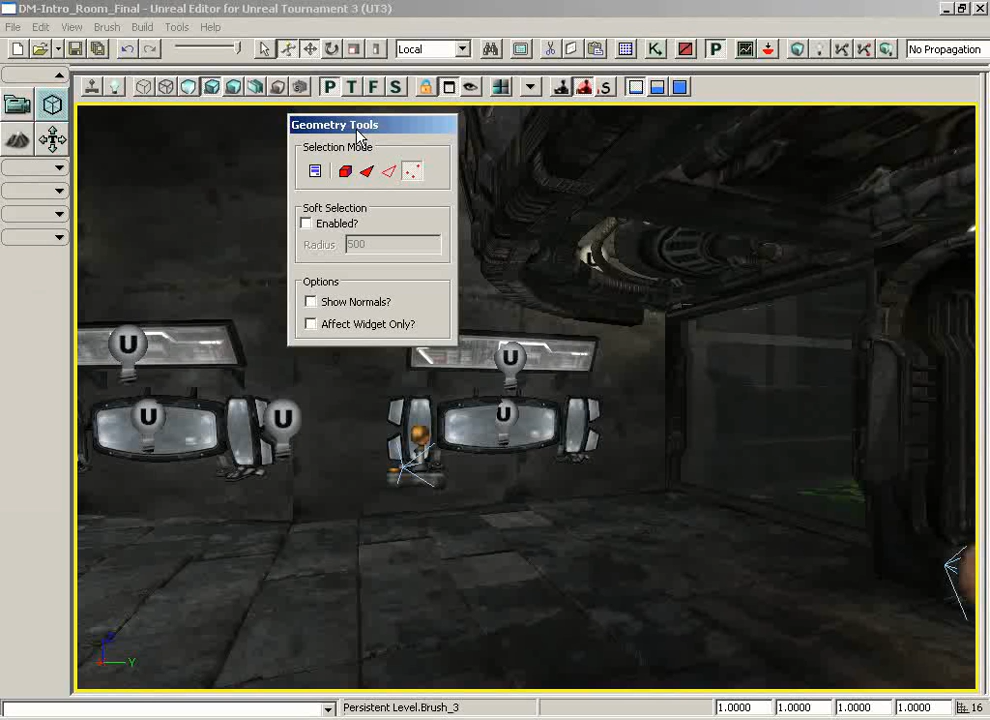 DM-Intro_Room_Final - Unreal Editor for Unreal Tournament 3 (UT3)
File Edit View Brush Build Tools Help
Local
P
No Propagation
P T F S
S
Geometry Tools
Selection Mode
Soft Selection
Enabled?
Radius 500
Options
Show Normals?
Affect Widget Only?
U
U
U
U
U
Y
Persistent Level.Brush_3
1.0000 1.0000 1.0000 1.0000 16